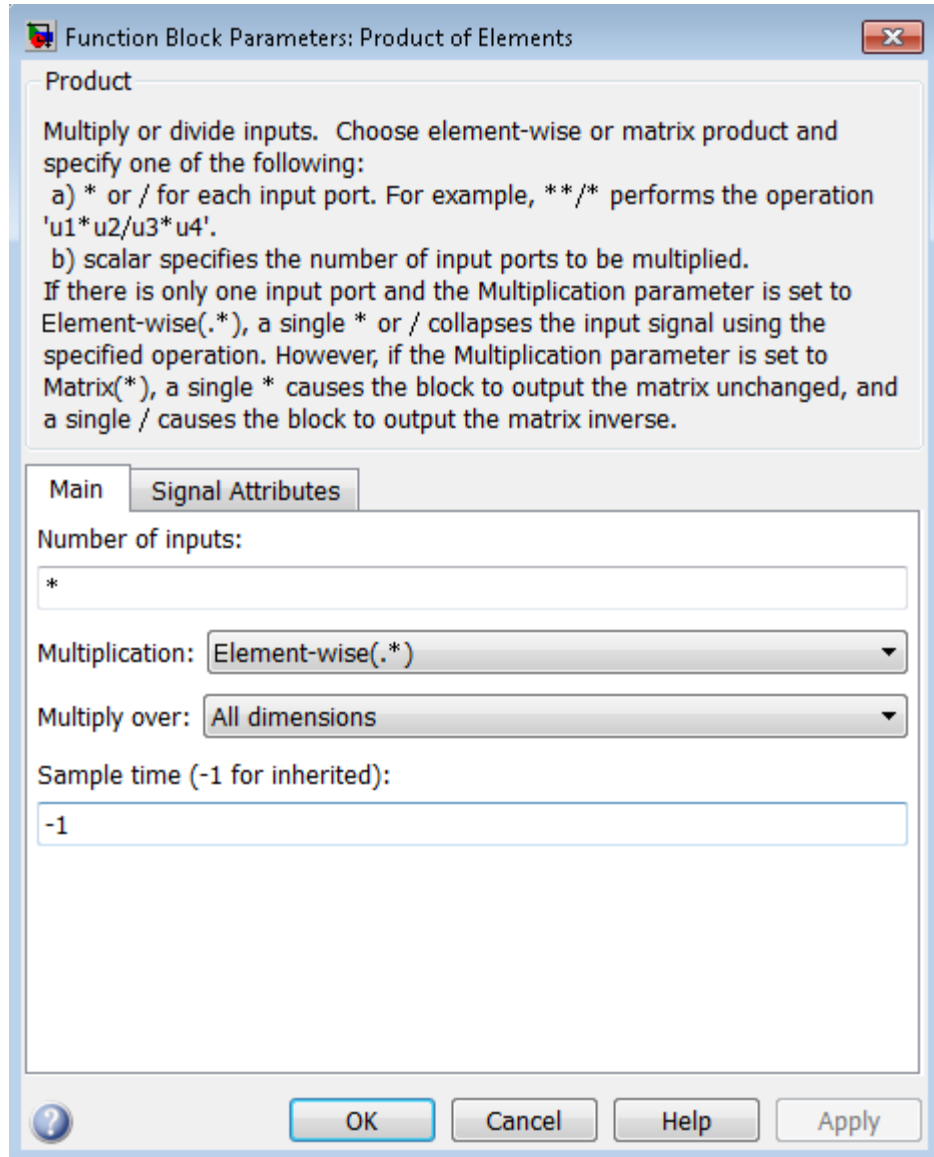 Function Block Parameters: Product of Elements
Product
Multiply or divide inputs.  Choose element-wise or matrix product and
specify one of the following:
a) * or / for each input port. For example, **/* performs the operation
'u1*u2/u3*u4'.
b) scalar specifies the number of input ports to be multiplied.
If there is only one input port and the Multiplication parameter is set to
Element-wise(.*), a single * or / collapses the input signal using the
specified operation. However, if the Multiplication parameter is set to
Matrix(*), a single * causes the block to output the matrix unchanged, and
a single / causes the block to output the matrix inverse.
Main Signal Attributes
Number of inputs:
*
Multiplication: Element-wise(.*)
Multiply over: All dimensions
Sample time (-1 for inherited):
-1
? OK Cancel Help Apply